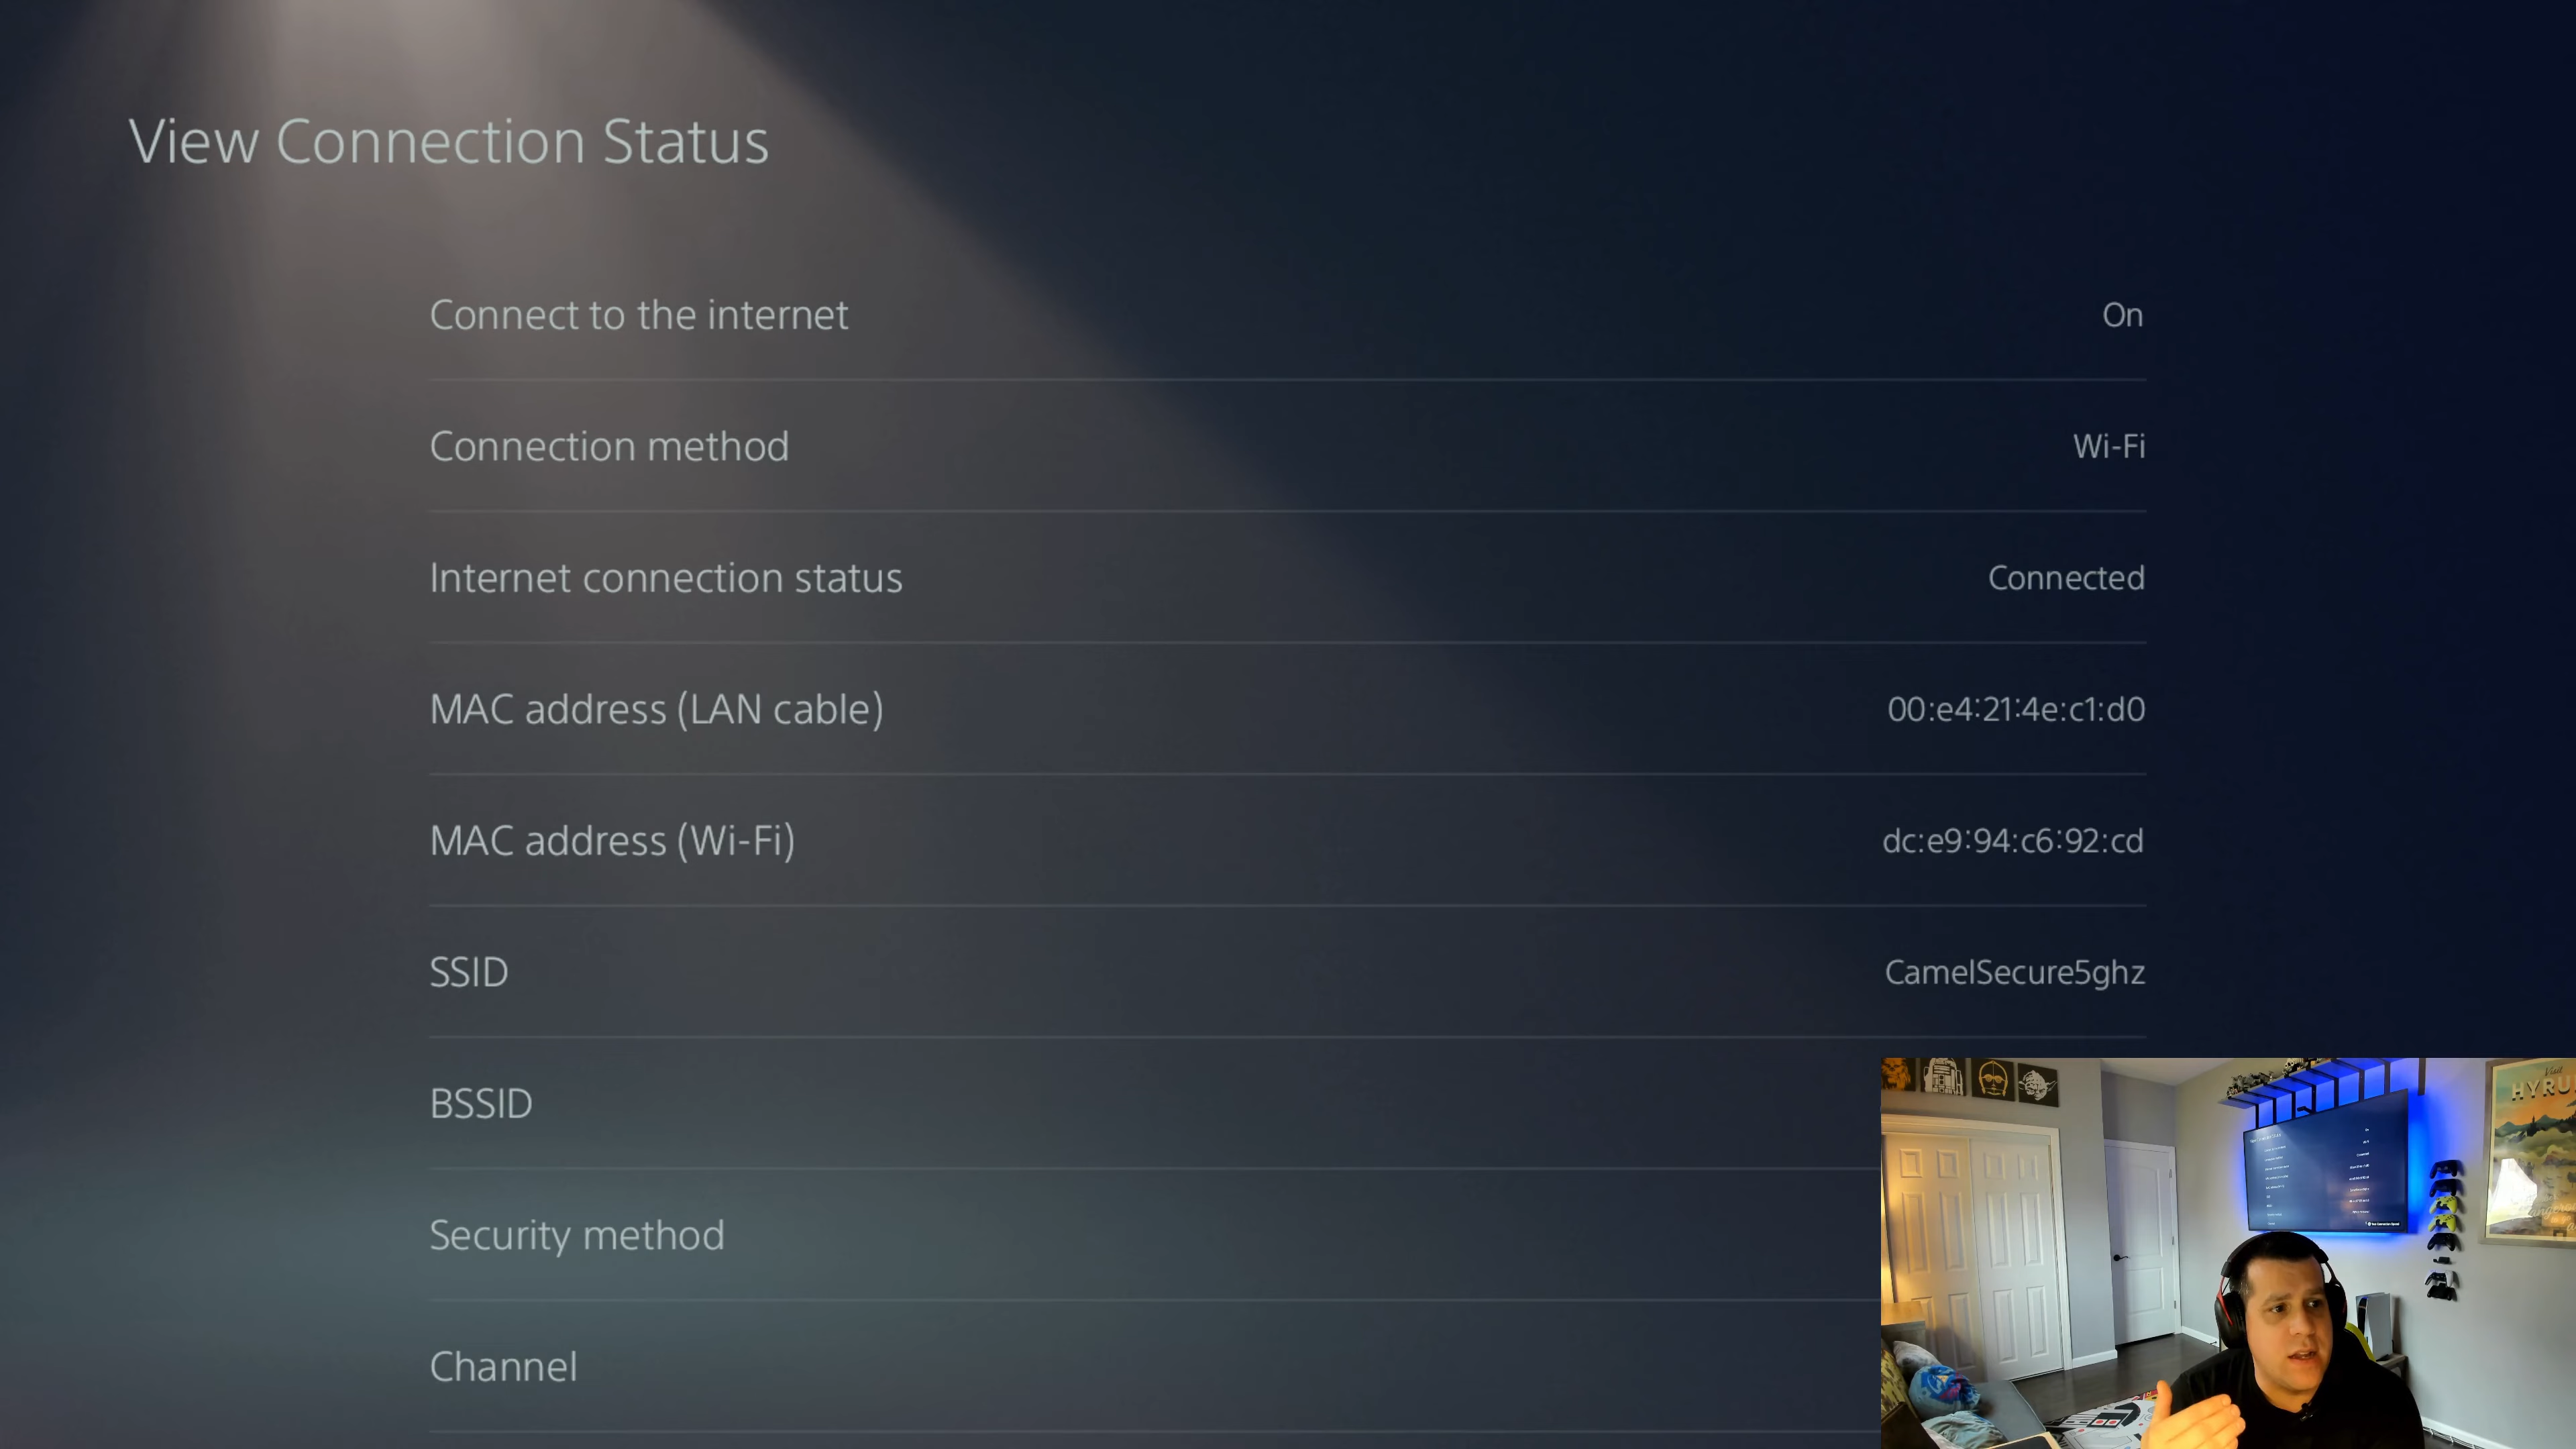 View Connection Status
Connect to the internet On
Connection method Wi-Fi
Internet connection status Connected
MAC address (LAN cable) 00:e4:21:4e:c1:d0
MAC address (Wi-Fi) dc:e9:94:c6:92:cd
SSID CamelSecure5ghz
BSSID
Security method
Channel
Visit
HYRU